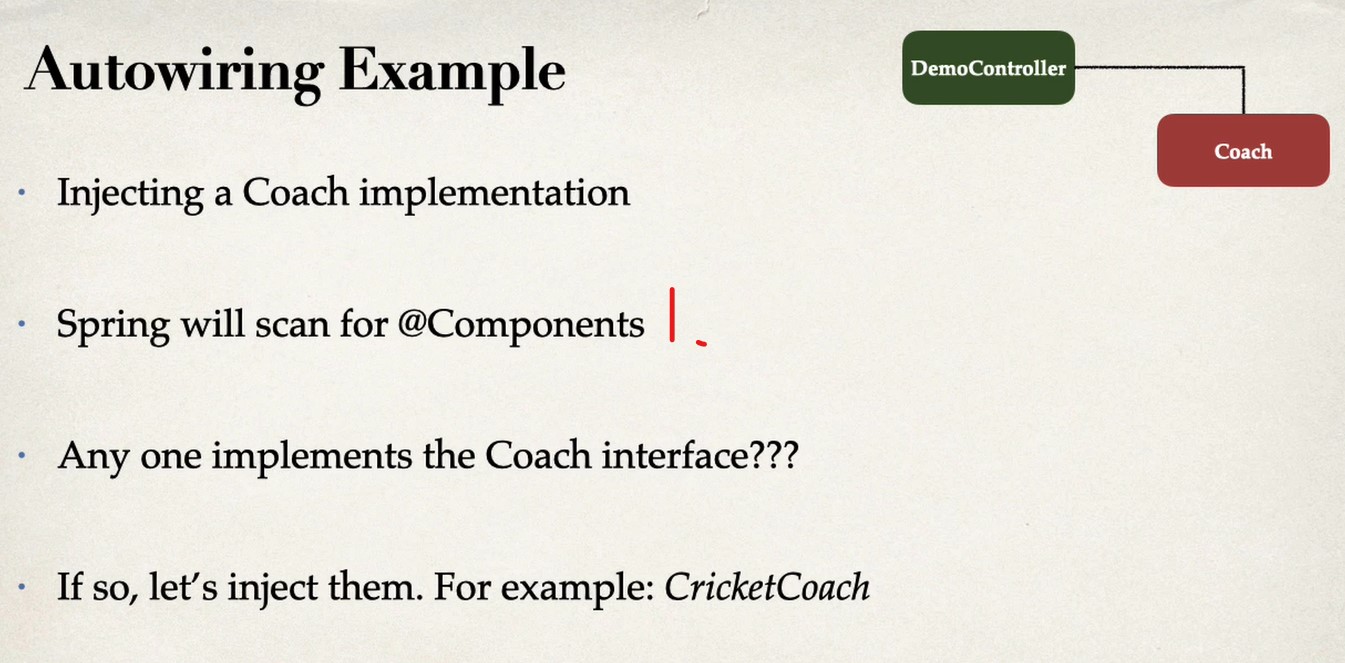 Autowiring Example
DemoController
Coach
Injecting a Coach implementation
Spring will scan for @Components
Any one implements the Coach interface???
If so, let’s inject them. For example: CricketCoach